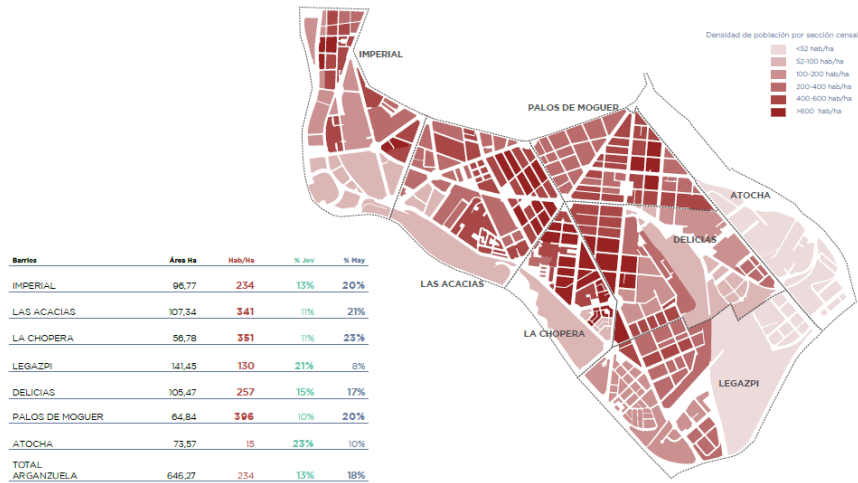 Densidad de población por sección censal
<52 hab/ha
52-100 hab/ha
100-200 hab/ha
200-400 hab/ha
400-600 hab/ha
>600 hab/ha
IMPERIAL
PALOS DE MOGUER
ATOCHA
DELICIAS
LAS ACACIAS
LA CHOPERA
LEGAZPI
Barrios Área Ha Hab/Ha % Jov % May
IMPERIAL 96,77 234 13% 20%
LAS ACACIAS 107,34 341 11% 21%
LA CHOPERA 56,78 351 11% 23%
LEGAZPI 141,45 130 21% 8%
DELICIAS 105,47 257 15% 17%
PALOS DE MOGUER 64,84 396 10% 20%
ATOCHA 73,57 15 23% 10%
TOTAL
ARGANZUELA 646,27 234 13% 18%